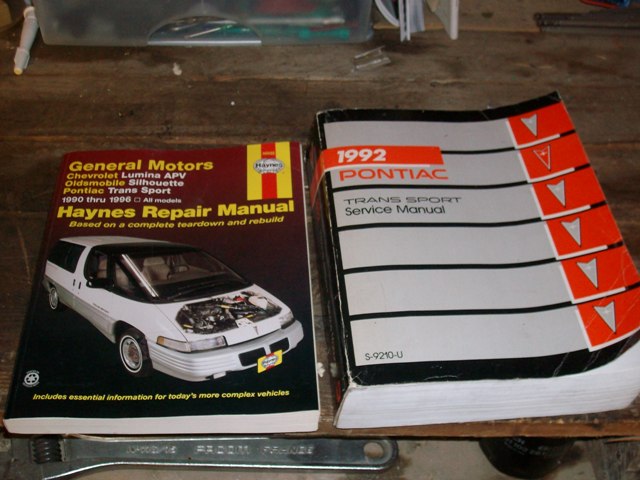 General Motors
Chevrolet Lumina APV
Oldsmobile Silhouette
Pontiac Trans Sport
1990 thru 1996 □ All models
Haynes Repair Manual
Based on a complete teardown and rebuild
Haynes
Haynes
Includes essential information for today's more complex vehicles
1992
PONTIAC
TRANS SPORT
Service Manual
S-9210-U